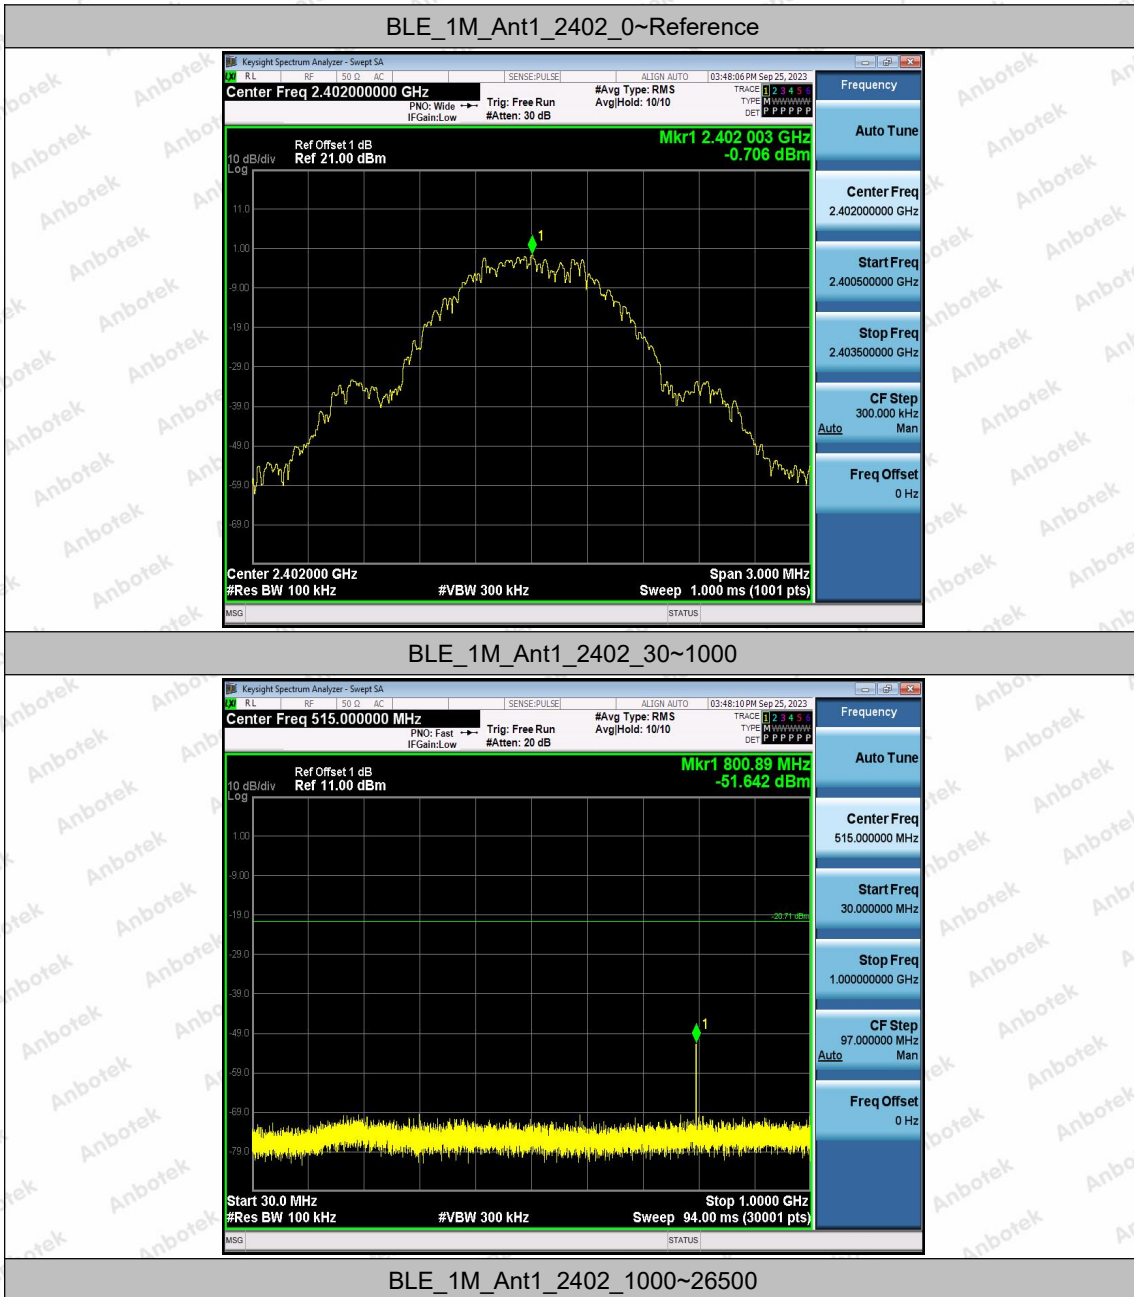 BLE_1M_Ant1_2402_0~Reference
Keysight Spectrum Analyzer - Swept SA
LXI RL RF 50 Ω AC SENSE:PULSE ALIGN AUTO 03:48:06 PM Sep 25, 2023
Center Freq 2.402000000 GHz
PNO: Wide
IFGain:Low
Trig: Free Run
#Atten: 30 dB
#Avg Type: RMS
Avg|Hold: 10/10
TRACE 1 2 3 4 5 6
TYPE M W W W W W
DET P P P P P P
Frequency
Mkr1 2.402 003 GHz
-0.706 dBm
Ref Offset 1 dB
10 dB/div Ref 21.00 dBm
Log
11.0
1.00
-9.00
-19.0
-29.0
-39.0
-49.0
-59.0
-69.0
1
Center 2.402000 GHz
#Res BW 100 kHz
#VBW 300 kHz
Span 3.000 MHz
Sweep 1.000 ms (1001 pts)
MSG
STATUS
Auto Tune
Center Freq
2.402000000 GHz
Start Freq
2.400500000 GHz
Stop Freq
2.403500000 GHz
CF Step
300.000 kHz
Auto Man
Freq Offset
0 Hz
BLE_1M_Ant1_2402_30~1000
Keysight Spectrum Analyzer - Swept SA
LXI RL RF 50 Ω AC SENSE:PULSE ALIGN AUTO 03:48:10 PM Sep 25, 2023
Center Freq 515.000000 MHz
PNO: Fast
IFGain:Low
Trig: Free Run
#Atten: 20 dB
#Avg Type: RMS
Avg|Hold: 10/10
TRACE 1 2 3 4 5 6
TYPE M W W W W W
DET P P P P P P
Frequency
Mkr1 800.89 MHz
-51.642 dBm
Ref Offset 1 dB
10 dB/div Ref 11.00 dBm
Log
1.00
-9.00
-19.0
-29.0
-39.0
-49.0
-59.0
-69.0
-79.0
-20.71 dBm
1
Start 30.0 MHz
#Res BW 100 kHz
#VBW 300 kHz
Stop 1.0000 GHz
Sweep 94.00 ms (30001 pts)
MSG
STATUS
Auto Tune
Center Freq
515.000000 MHz
Start Freq
30.000000 MHz
Stop Freq
1.000000000 GHz
CF Step
97.000000 MHz
Auto Man
Freq Offset
0 Hz
BLE_1M_Ant1_2402_1000~26500
Anbotek